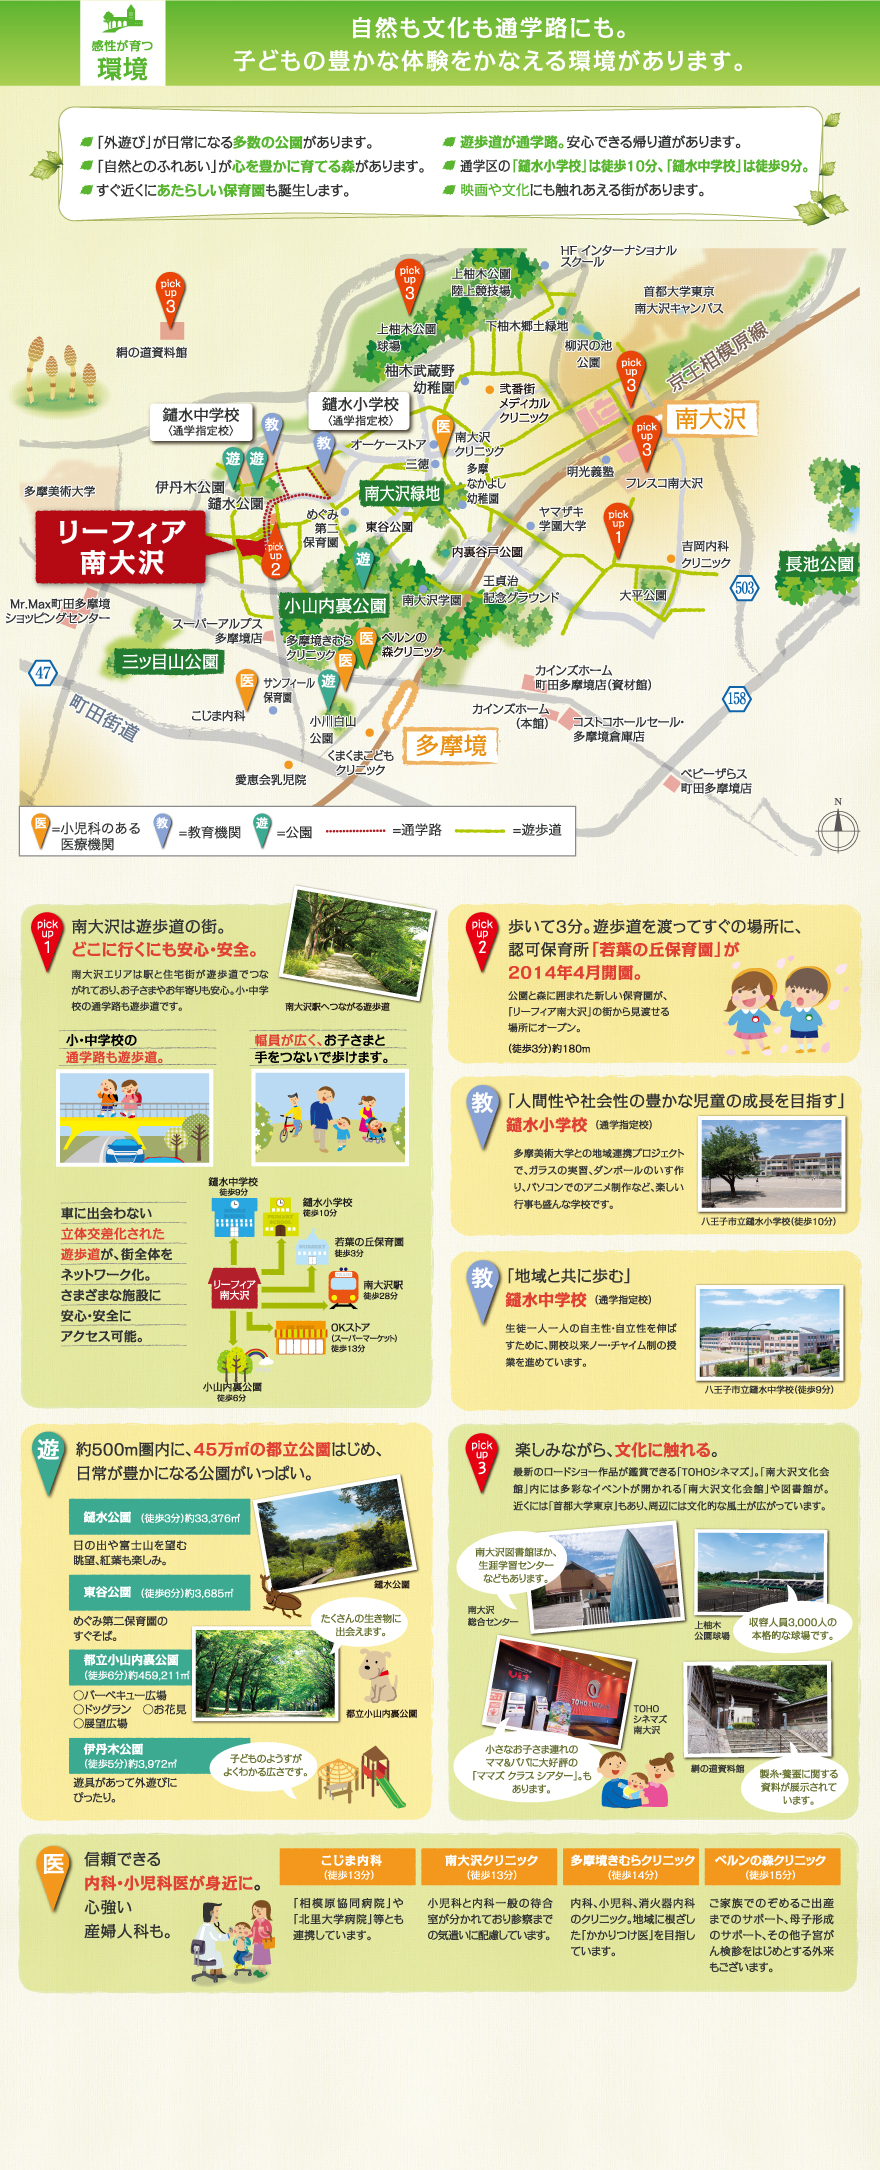 感性が育つ
環境
自然も文化も通学路にも。
子どもの豊かな体験をかなえる環境があります。
「外遊び」が日常になる多数の公園があります。
「自然とのふれあい」が心を豊かに育てる森があります。
すぐ近くにあたらしい保育園も誕生します。
遊歩道が通学路。安心できる帰り道があります。
通学区の「鑓水小学校」は徒歩10分、「鑓水中学校」は徒歩9分。
映画や文化にも触れあえる街があります。
HF インターナショナル
スクール
pick up 3
絹の道資料館
pick up 3
上柚木公園
球場
上柚木公園
陸上競技場
首都大学東京
南大沢キャンパス
下柚木郷土緑地
柳沢の池
公園
京王相模原線
柚木武蔵野
幼稚園
弐番街
メディカル
クリニック
pick up 3
南大沢
鑓水中学校
〈通学指定校〉
鑓水小学校
〈通学指定校〉
教
教
医
オーケーストア
南大沢
クリニック
三徳
pick up 3
フレスコ南大沢
明光義塾
多摩美術大学
伊丹木公園
鑓水公園
遊
遊
多摩
なかよし
幼稚園
南大沢緑地
めぐみ
第二
保育園
東谷公園
ヤマザキ
学園大学
pick up 1
リーフィア
南大沢
pick up 2
遊
内裏谷戸公園
吉岡内科
クリニック
長池公園
503
小山内裏公園
南大沢学園
王貞治
記念グラウンド
大平公園
Mr.Max町田多摩境
ショッピングセンター
スーパーアルプス
多摩境店
多摩境きむら
クリニック
医
医
ベルンの
森クリニック
三ッ目山公園
47
町田街道
医
こじま内科
サンフィール
保育園
遊
小川白山
公園
カインズホーム
町田多摩境店(資材館)
カインズホーム
(本館)
コストコホールセール・
多摩境倉庫店
158
多摩境
くまくまこども
クリニック
愛恵会乳児院
ベビーザらス
町田多摩境店
N
医
=小児科のある
医療機関
教
=教育機関
遊
=公園
=通学路
=遊歩道
pick up 1
南大沢は遊歩道の街。
どこに行くにも安心・安全。
南大沢エリアは駅と住宅街が遊歩道でつな
がれており、お子さまやお年寄りも安心。小・中学
校の通学路も遊歩道です。
南大沢駅へつながる遊歩道
小・中学校の
通学路も遊歩道。
幅員が広く、お子さまと
手をつないで歩けます。
車に出会わない
立体交差化された
遊歩道が、街全体を
ネットワーク化。
さまざまな施設に
安心・安全に
アクセス可能。
鑓水中学校
徒歩9分
鑓水小学校
徒歩10分
若葉の丘保育園
徒歩3分
リーフィア
南大沢
南大沢駅
徒歩28分
OKストア
(スーパーマーケット)
徒歩13分
小山内裏公園
徒歩6分
pick up 2
歩いて3分。遊歩道を渡ってすぐの場所に、
認可保育所「若葉の丘保育園」が
2014年4月開園。
公園と森に囲まれた新しい保育園が、
「リーフィア南大沢」の街から見渡せる
場所にオープン。
(徒歩3分)約180m
教
「人間性や社会性の豊かな児童の成長を目指す」
鑓水小学校 (通学指定校)
多摩美術大学との地域連携プロジェクト
で、ガラスの実習、ダンボールのいす作
り、パソコンでのアニメ制作など、楽しい
行事も盛んな学校です。
八王子市立鑓水小学校(徒歩10分)
教
「地域と共に歩む」
鑓水中学校 (通学指定校)
生徒一人一人の自主性・自立性を伸ば
すために、開校以来ノー・チャイム制の授
業を進めています。
八王子市立鑓水中学校(徒歩9分)
遊
約500m圏内に、45万㎡の都立公園はじめ、
日常が豊かになる公園がいっぱい。
鑓水公園 (徒歩3分)約33,376㎡
日の出や富士山を望む
眺望、紅葉も楽しみ。
鑓水公園
東谷公園 (徒歩6分)約3,685㎡
めぐみ第二保育園の
すぐそば。
たくさんの生き物に
出会えます。
都立小山内裏公園
(徒歩6分)約459,211㎡
○バーベキュー広場
○ドッグラン ○お花見
○展望広場
都立小山内裏公園
伊丹木公園
(徒歩5分)約3,972㎡
遊具があって外遊びに
ぴったり。
子どものようすが
よくわかる広さです。
pick up 3
楽しみながら、文化に触れる。
最新のロードショー作品が鑑賞できる「TOHOシネマズ」。「南大沢文化会
館」内には多彩なイベントが開かれる「南大沢文化会館」や図書館が。
近くには「首都大学東京」もあり、周辺には文化的な風土が広がっています。
南大沢図書館ほか、
生涯学習センター
などもあります。
南大沢
総合センター
上柚木
公園球場
収容人員3,000人の
本格的な球場です。
TOHO
シネマズ
南大沢
小さなお子さま連れの
ママ&パパに大好評の
「ママズ クラブ シアター」。も
あります。
絹の道資料館
製糸・養蚕に関する
資料が展示されて
います。
医
信頼できる
内科・小児科医が身近に。
心強い
産婦人科も。
こじま内科
(徒歩13分)
「相模原協同病院」や
「北里大学病院」等とも
連携しています。
南大沢クリニック
(徒歩13分)
小児科と内科一般の待合
室が分かれており診察まで
の気遣いに配慮しています。
多摩境きむらクリニック
(徒歩14分)
内科、小児科、消火器内科
のクリニック。地域に根ざし
た「かかりつけ医」を目指し
ています。
ベルンの森クリニック
(徒歩15分)
ご家族でのぞめるご出産
までのサポート、母子形成
のサポート、その他子宮が
ん検診をはじめとする外来
もございます。